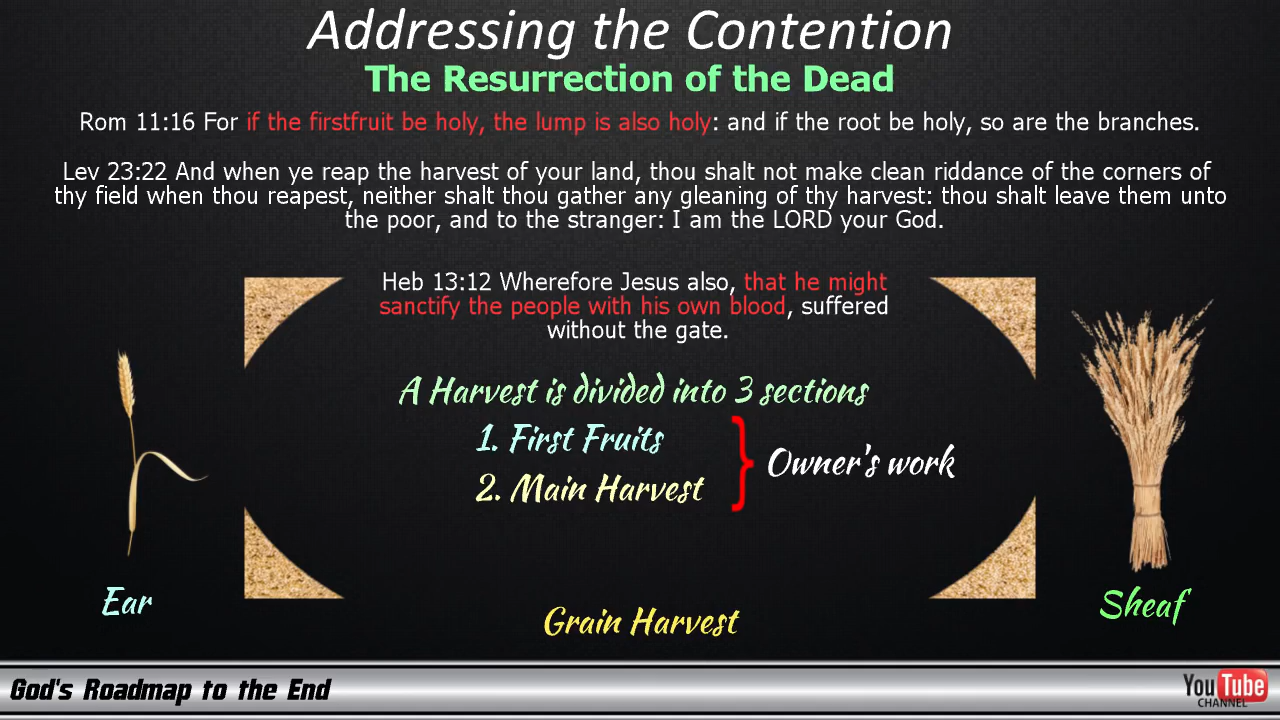 Addressing the Contention
The Resurrection of the Dead
Rom 11:16 For if the firstfruit be holy, the lump is also holy: and if the root be holy, so are the branches.
Lev 23:22 And when ye reap the harvest of your land, thou shalt not make clean riddance of the corners of
thy field when thou reapest, neither shalt thou gather any gleaning of thy harvest: thou shalt leave them unto
the poor, and to the stranger: I am the LORD your God.
Heb 13:12 Wherefore Jesus also, that he might
sanctify the people with his own blood, suffered
without the gate.
A Harvest is divided into 3 sections
1. First Fruits
2. Main Harvest
Owner's work
Ear
Sheaf
Grain Harvest
God's Roadmap to the End
YouTube
CHANNEL